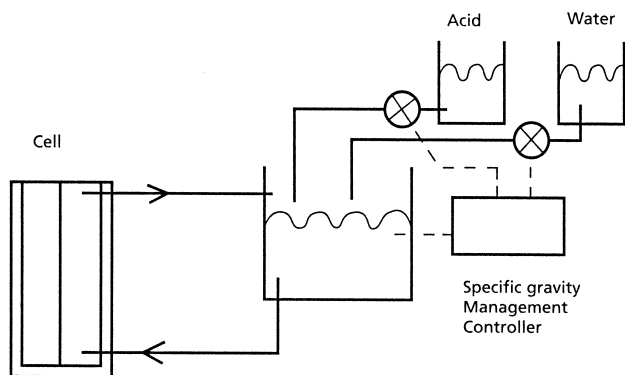 Acid
Water
Cell
Specific gravity
Management
Controller